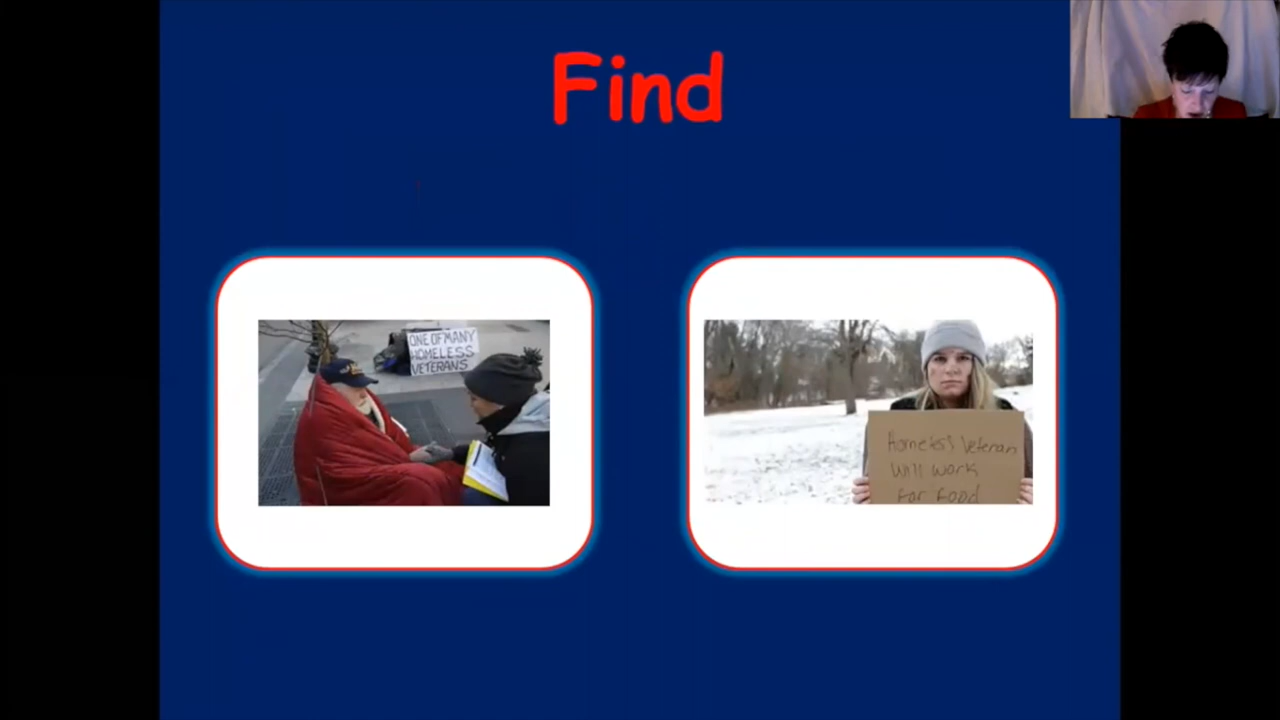 Find
ONE OF MANY
HOMELESS
VETERANS
Homeless Veteran
Will work
For Food